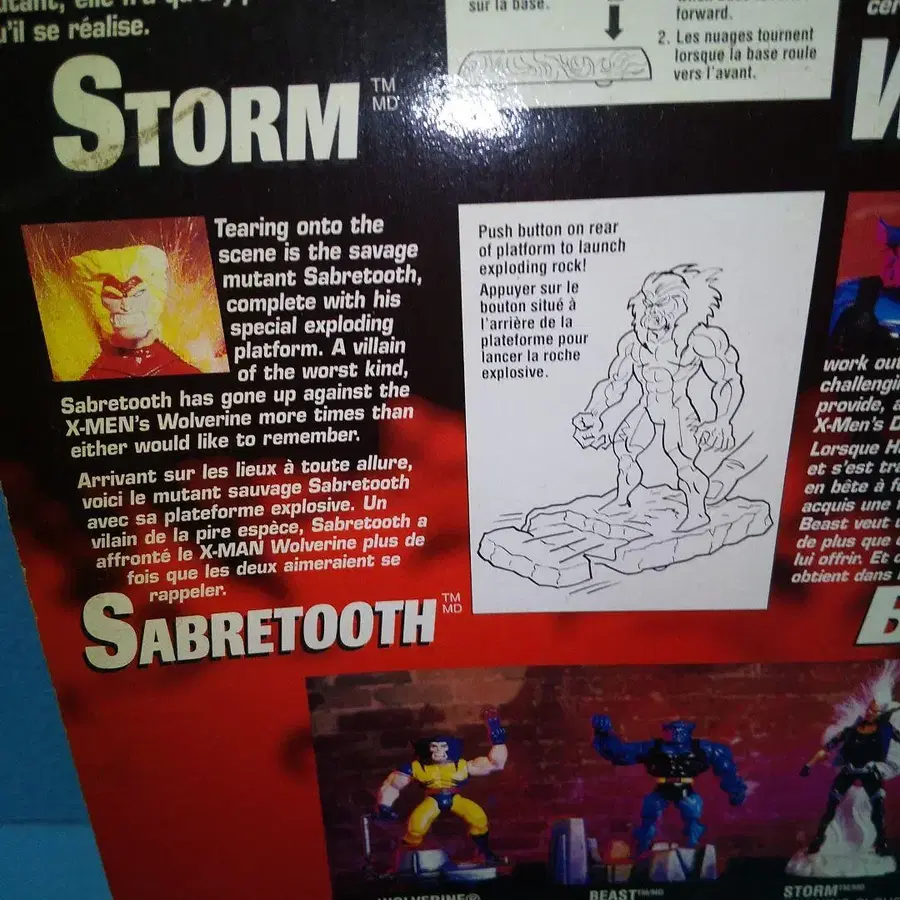 u'il se réalise.
sur la base.
forward.
2. Les nuages tournent
lorsque la base roule
vers l'avant.
STORM TM
MD
Tearing onto the
scene is the savage
mutant Sabretooth,
complete with his
special exploding
platform. A villain
of the worst kind,
Sabretooth has gone up against the
X-MEN's Wolverine more times than
either would like to remember.
Arrivant sur les lieux à toute allure,
voici le mutant sauvage Sabretooth
avec sa plateforme explosive. Un
vilain de la pire espèce, Sabretooth a
affronté le X-MAN Wolverine plus de
fois que les deux aimeraient se
rappeler.
SABRETOOTH TM
MD
Push button on rear
of platform to launch
exploding rock!
Appuyer sur le
bouton situé à
l'arrière de la
plateforme pour
lancer la roche
explosive.
work out
challengi
provide, a
X-Men's D
Lorsque H
et s'est tra
en bête à f
acquis une
Beast veut
de plus que
lui offrir. Et
obtient dans
WOLVERINE®
BEAST TM/MD
STORM TM/MD